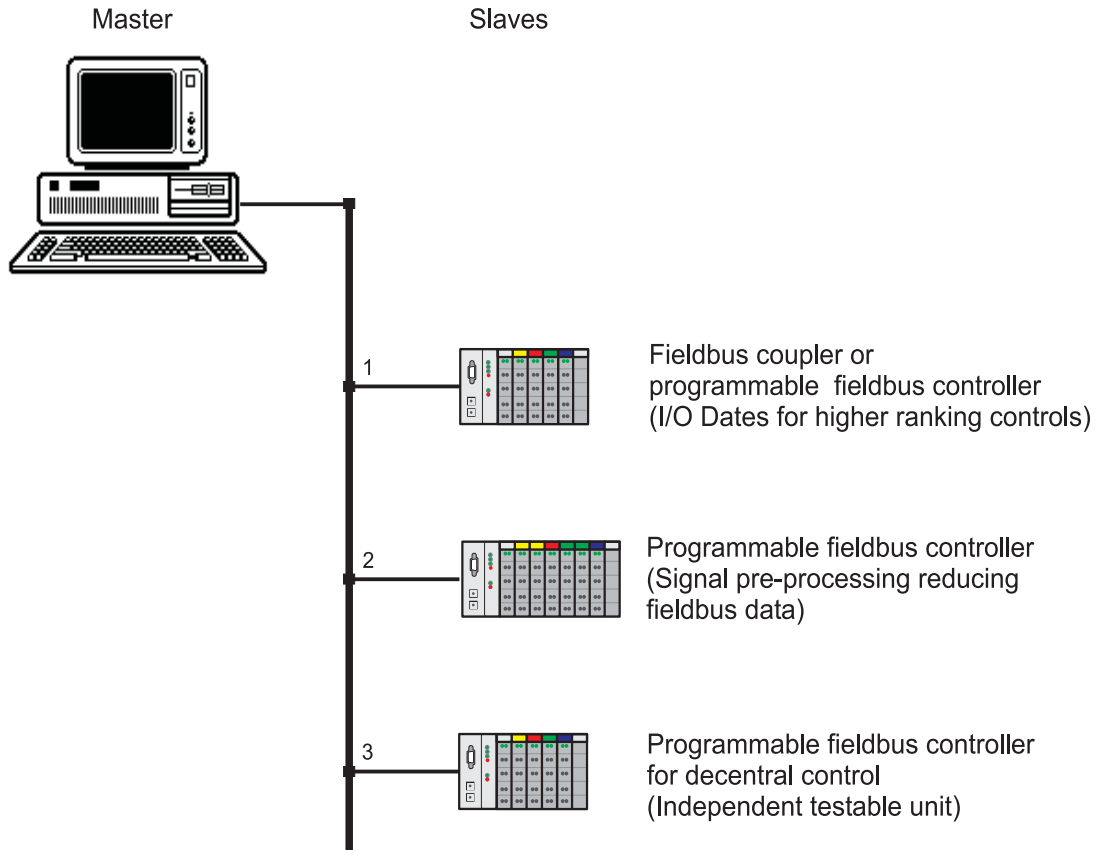 Master
Slaves
1
Fieldbus coupler or
programmable fieldbus controller
(I/O Dates for higher ranking controls)
2
Programmable fieldbus controller
(Signal pre-processing reducing
fieldbus data)
3
Programmable fieldbus controller
for decentral control
(Independent testable unit)